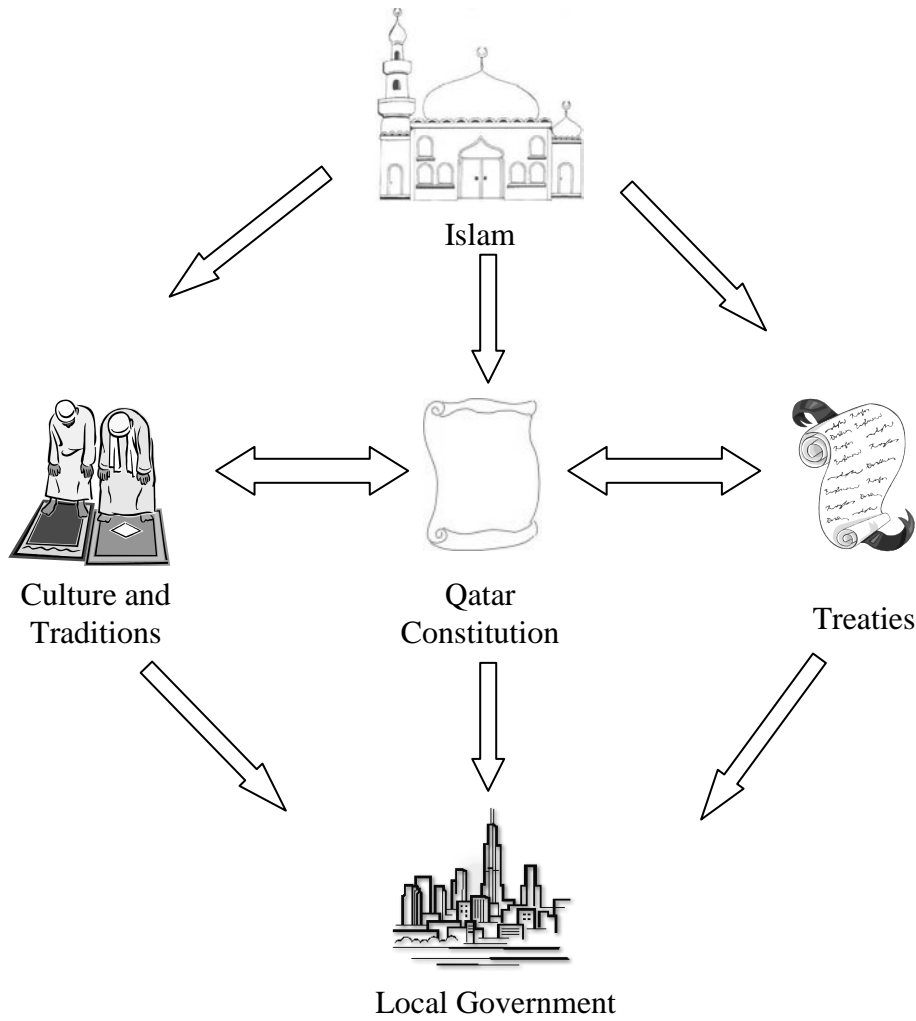 Islam
Culture and
Traditions
Qatar
Constitution
Treaties
Local Government